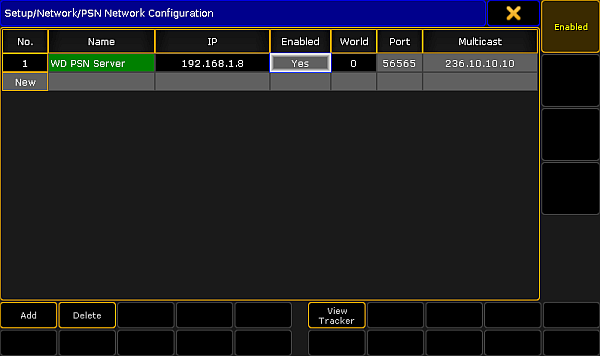 Setup/Network/PSN Network Configuration
Enabled
No. Name IP Enabled World Port Multicast
1 WD PSN Server 192.168.1.8 Yes 0 56565 236.10.10.10
New
Add Delete View Tracker